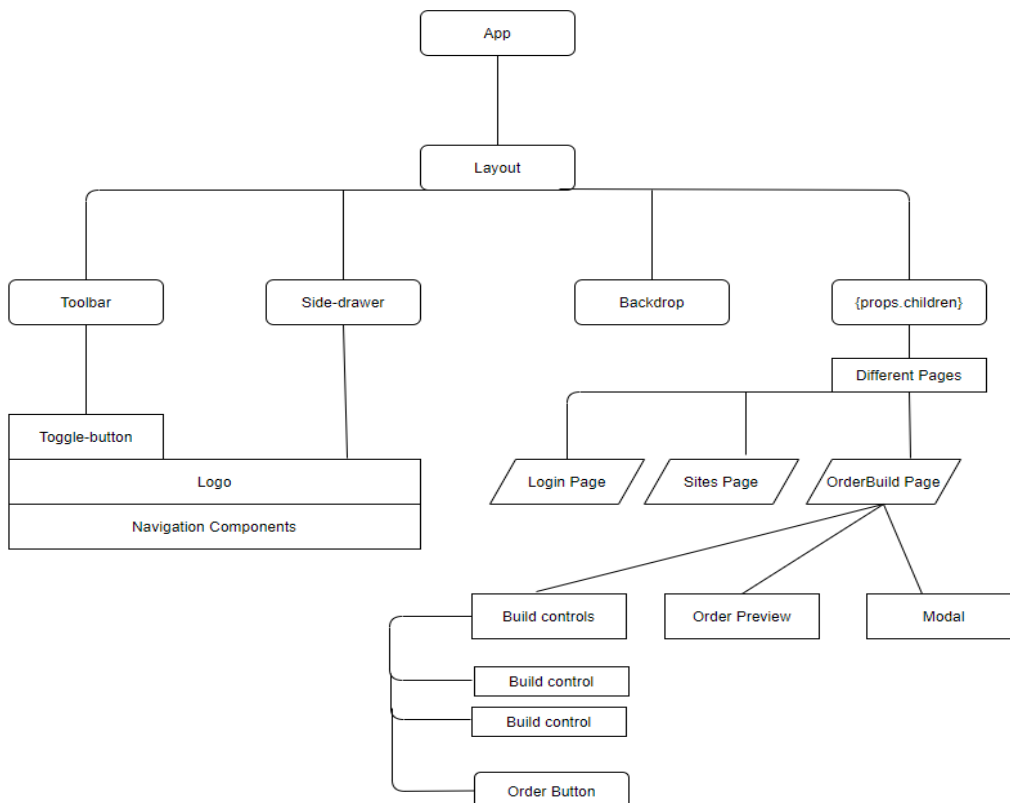 App
Layout
Toolbar
Side-drawer
Backdrop
{props.children}
Different Pages
Toggle-button
Logo
Login Page
Sites Page
OrderBuild Page
Navigation Components
Build controls
Order Preview
Modal
Build control
Build control
Order Button